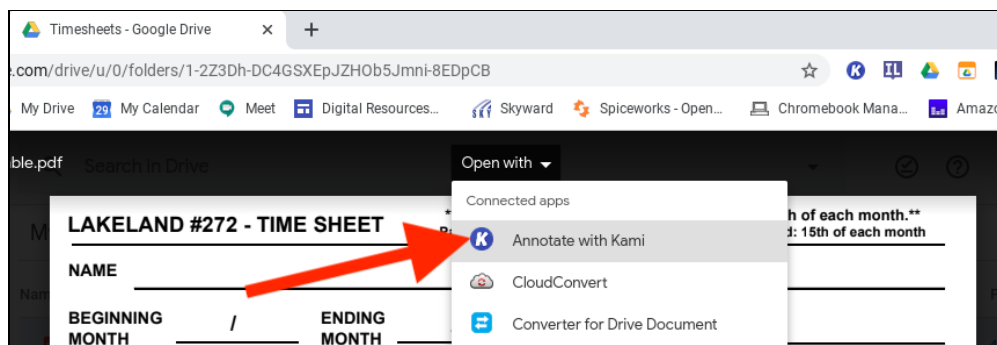 Timesheets - Google Drive
.com/drive/u/0/folders/1-2Z3Dh-DC4GSXEpJZHOb5Jmni-8EDpCB
My Drive 29 My Calendar Meet Digital Resources... Skyward Spiceworks - Open... Chromebook Mana... Amazo
ble.pdf Search in Drive Open with
Connected apps
LAKELAND #272 - TIME SHEET h of each month.**
d: 15th of each month
Annotate with Kami
NAME
CloudConvert
BEGINNING MONTH / ENDING MONTH
Converter for Drive Document